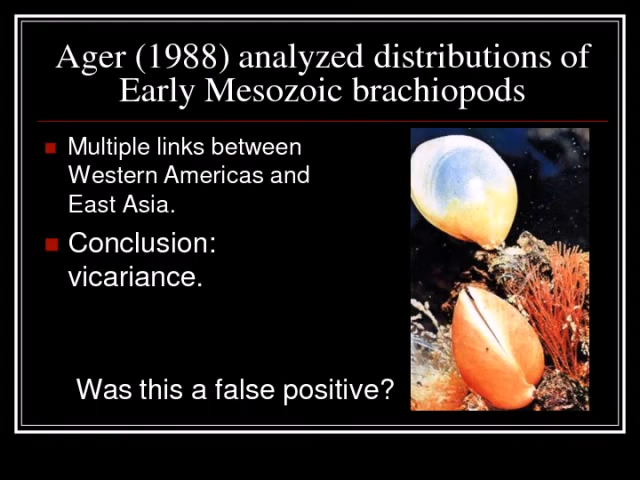 Ager (1988) analyzed distributions of
Early Mesozoic brachiopods
Multiple links between
Western Americas and
East Asia.
Conclusion:
vicariance.
Was this a false positive?